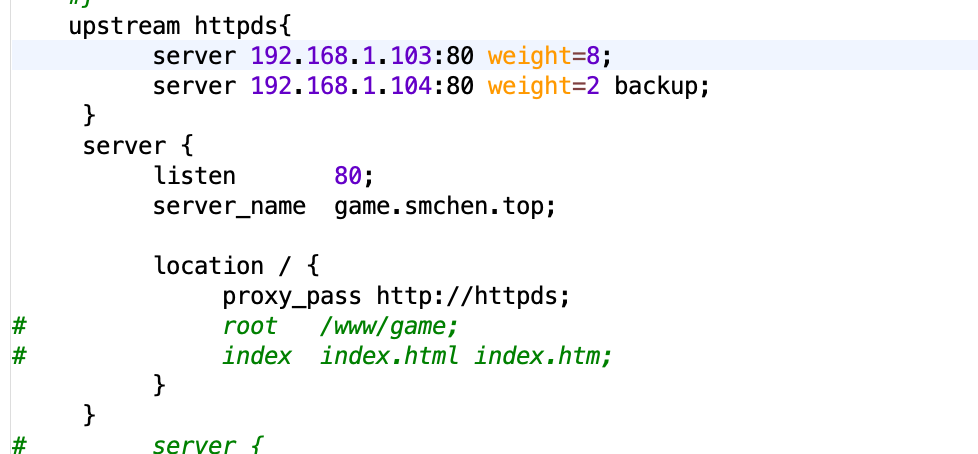 #}
upstream httpds{
server 192.168.1.103:80 weight=8;
server 192.168.1.104:80 weight=2 backup;
}
server {
listen       80;
server_name  game.smchen.top;
location / {
proxy_pass http://httpds;
#              root   /www/game;
#              index  index.html index.htm;
}
}
#         server {